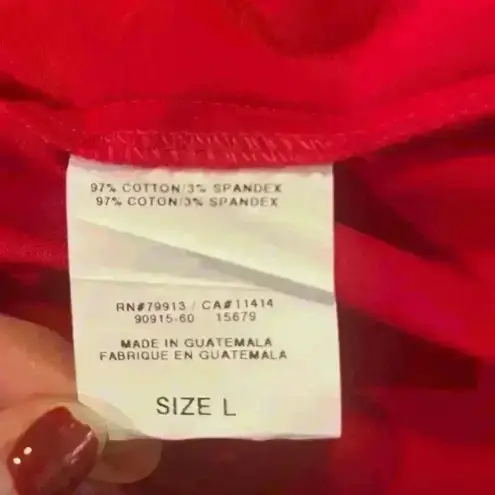 97% COTTON/3% SPANDEX
97% COTON/3% SPANDEX
RN#79913 / CA#11414
90915-60 15679
MADE IN GUATEMALA
FABRIQUE EN GUATEMALA
SIZE L